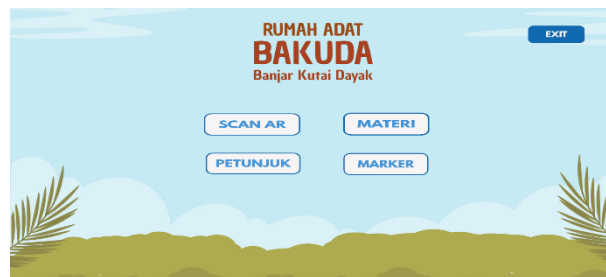 RUMAH ADAT
BAKUDA
Banjar Kutai Dayak
EXIT
SCAN AR
MATERI
PETUNJUK
MARKER